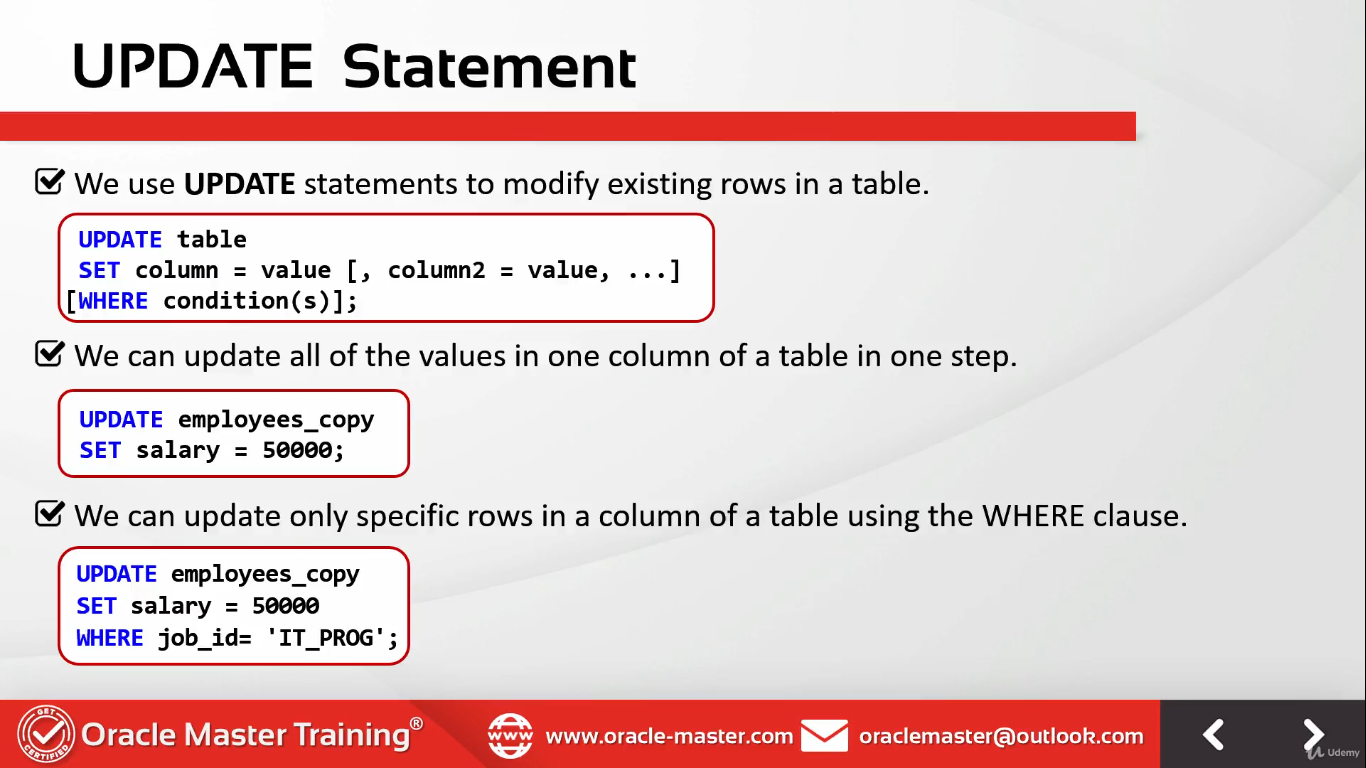 UPDATE Statement
We use UPDATE statements to modify existing rows in a table.
UPDATE table
SET column = value [, column2 = value, ...]
[WHERE condition(s)];
We can update all of the values in one column of a table in one step.
UPDATE employees_copy
SET salary = 50000;
We can update only specific rows in a column of a table using the WHERE clause.
UPDATE employees_copy
SET salary = 50000
WHERE job_id= 'IT_PROG';
GET
CERTIFIED
Oracle Master Training®
www
www.oracle-master.com
oraclemaster@outlook.com
Udemy